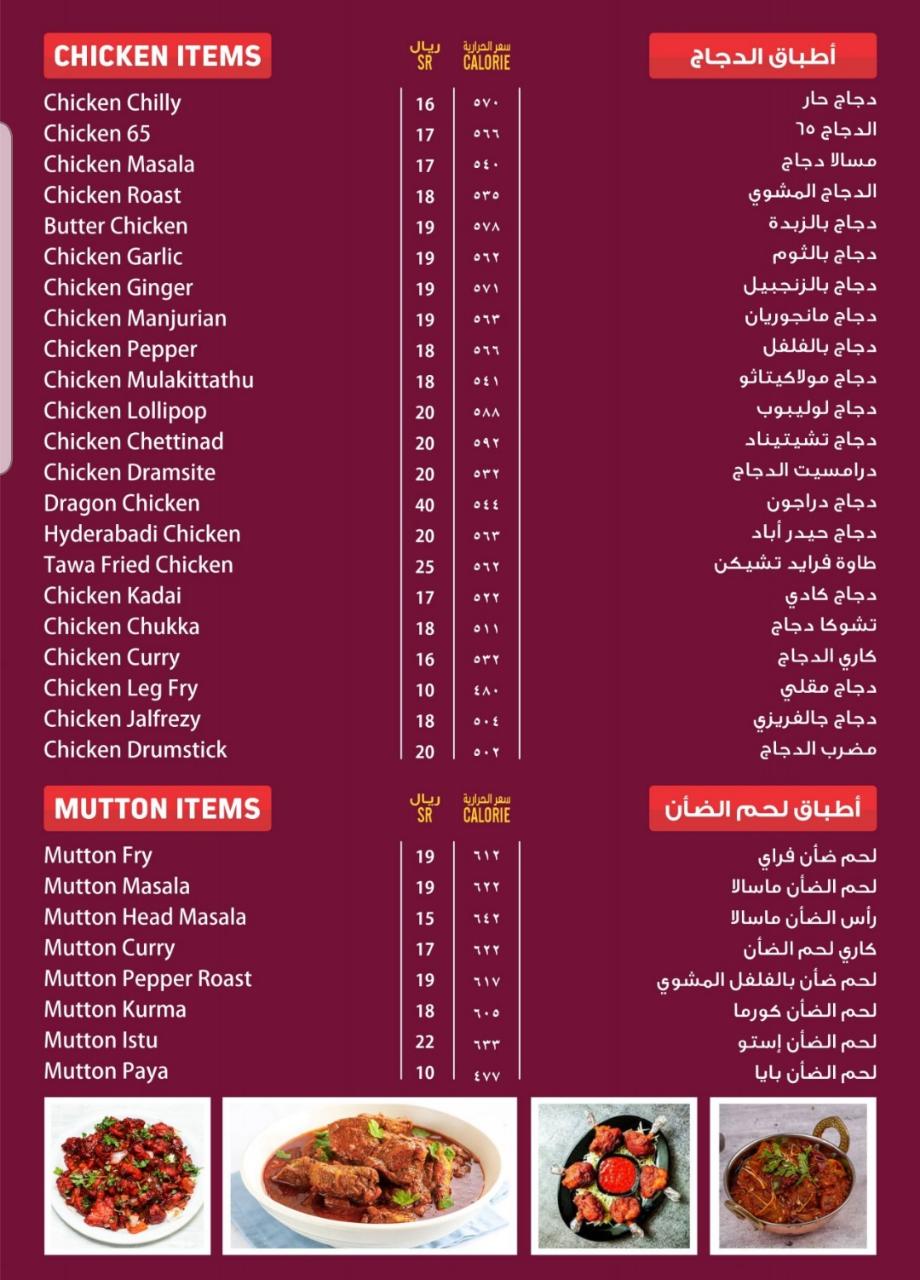 CHICKEN ITEMS ريال سعر الحرارية أطباق الدجاج
SR CALORIE
Chicken Chilly 16 ٥٧٠ دجاج حار
Chicken 65 17 ٥٦٦ الدجاج ٦٥
Chicken Masala 17 ٥٤٠ مسالا دجاج
Chicken Roast 18 ٥٣٥ الدجاج المشوي
Butter Chicken 19 ٥٧٨ دجاج بالزبدة
Chicken Garlic 19 ٥٦٢ دجاج بالثوم
Chicken Ginger 19 ٥٧١ دجاج بالزنجبيل
Chicken Manjurian 19 ٥٦٣ دجاج مانجوريان
Chicken Pepper 18 ٥٦٦ دجاج بالفلفل
Chicken Mulakittathu 18 ٥٤١ دجاج مولاكيتاثو
Chicken Lollipop 20 ٥٨٨ دجاج لوليبوب
Chicken Chettinad 20 ٥٩٢ دجاج تشيتيناد
Chicken Dramsite 20 ٥٣٢ درامسيت الدجاج
Dragon Chicken 40 ٥٤٤ دجاج دراجون
Hyderabadi Chicken 20 ٥٦٣ دجاج حيدر أباد
Tawa Fried Chicken 25 ٥٦٢ طاوة فرايد تشيكن
Chicken Kadai 17 ٥٢٢ دجاج كادي
Chicken Chukka 18 ٥١١ تشوكا دجاج
Chicken Curry 16 ٥٣٢ كاري الدجاج
Chicken Leg Fry 10 ٤٨٠ دجاج مقلي
Chicken Jalfrezy 18 ٥٠٤ دجاج جالفريزي
Chicken Drumstick 20 ٥٠٢ مضرب الدجاج
MUTTON ITEMS ريال سعر الحرارية أطباق لحم الضأن
SR CALORIE
Mutton Fry 19 ٦١٢ لحم ضأن فراي
Mutton Masala 19 ٦٢٢ لحم الضأن ماسالا
Mutton Head Masala 15 ٦٤٢ رأس الضأن ماسالا
Mutton Curry 17 ٦٢٢ كاري لحم الضأن
Mutton Pepper Roast 19 ٦١٧ لحم ضأن بالفلفل المشوي
Mutton Kurma 18 ٦٠٥ لحم الضأن كورما
Mutton Istu 22 ٦٣٣ لحم الضأن إستو
Mutton Paya 10 ٤٧٧ لحم الضأن بايا